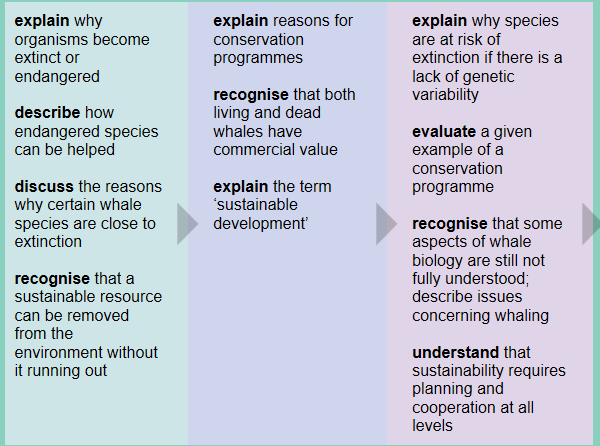 explain why
organisms become
extinct or
endangered
describe how
endangered species
can be helped
discuss the reasons
why certain whale
species are close to
extinction
recognise that a
sustainable resource
can be removed
from the
environment without
it running out
explain reasons for
conservation
programmes
recognise that both
living and dead
whales have
commercial value
explain the term
‘sustainable
development’
explain why species
are at risk of
extinction if there is a
lack of genetic
variability
evaluate a given
example of a
conservation
programme
recognise that some
aspects of whale
biology are still not
fully understood;
describe issues
concerning whaling
understand that
sustainability requires
planning and
cooperation at all
levels